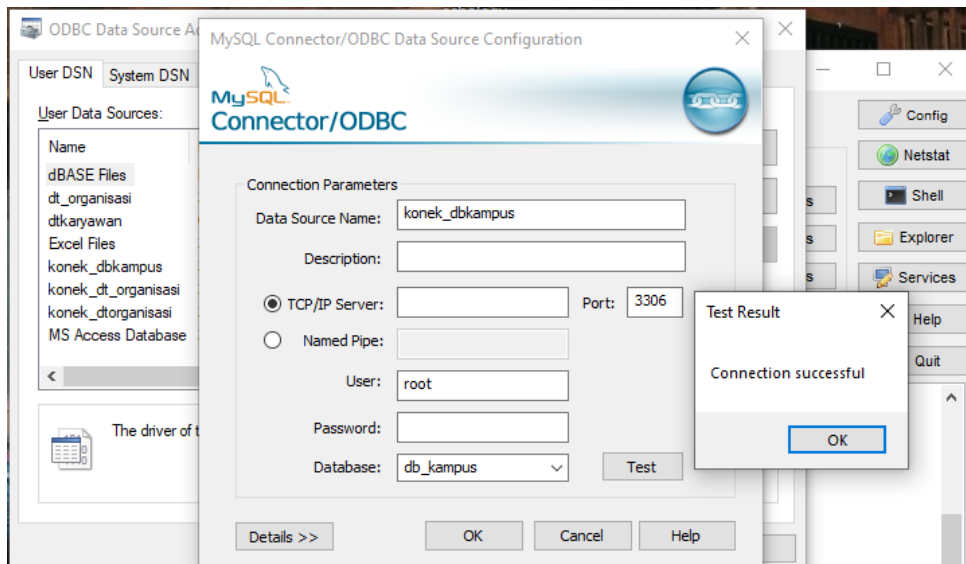 ODBC Data Source Ad
User DSN
System DSN
User Data Sources:
Name
dBASE Files
dt_organisasi
dtkaryawan
Excel Files
konek_dbkampus
konek_dt_organisasi
konek_dtorganisasi
MS Access Database
The driver of t
MySQL Connector/ODBC Data Source Configuration
MySQL
Connector/ODBC
Connection Parameters
Data Source Name: konek_dbkampus
Description:
TCP/IP Server: Port: 3306
Named Pipe:
User: root
Password:
Database: db_kampus Test
Details >> OK Cancel Help
Test Result
Connection successful
OK
Config
Netstat
Shell
Explorer
Services
Help
Quit
s
s
s